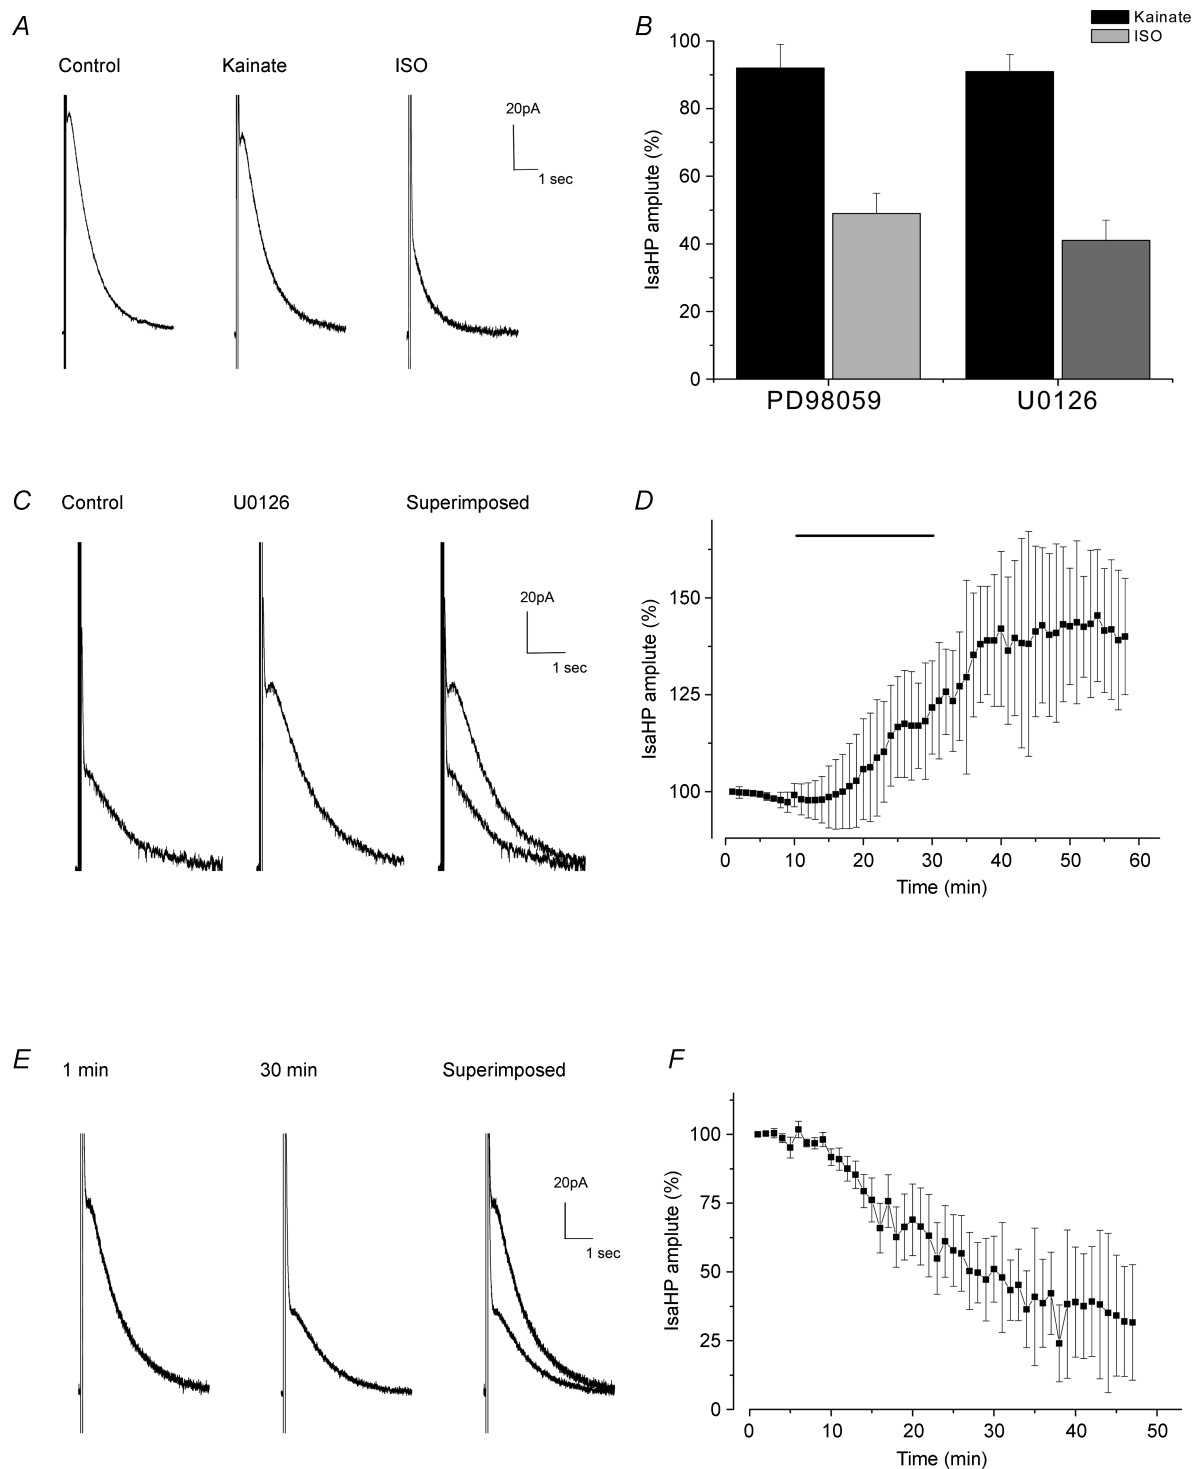 A
Control
Kainate
ISO
20pA
1 sec
B
Kainate
ISO
100
80
60
40
20
0
IsaHP amplute (%)
PD98059
U0126
C
Control
U0126
Superimposed
20pA
1 sec
D
150
125
100
IsaHP amplute (%)
0 10 20 30 40 50 60
Time (min)
E
1 min
30 min
Superimposed
20pA
1 sec
F
100
75
50
25
0
IsaHP amplute (%)
0 10 20 30 40 50
Time (min)